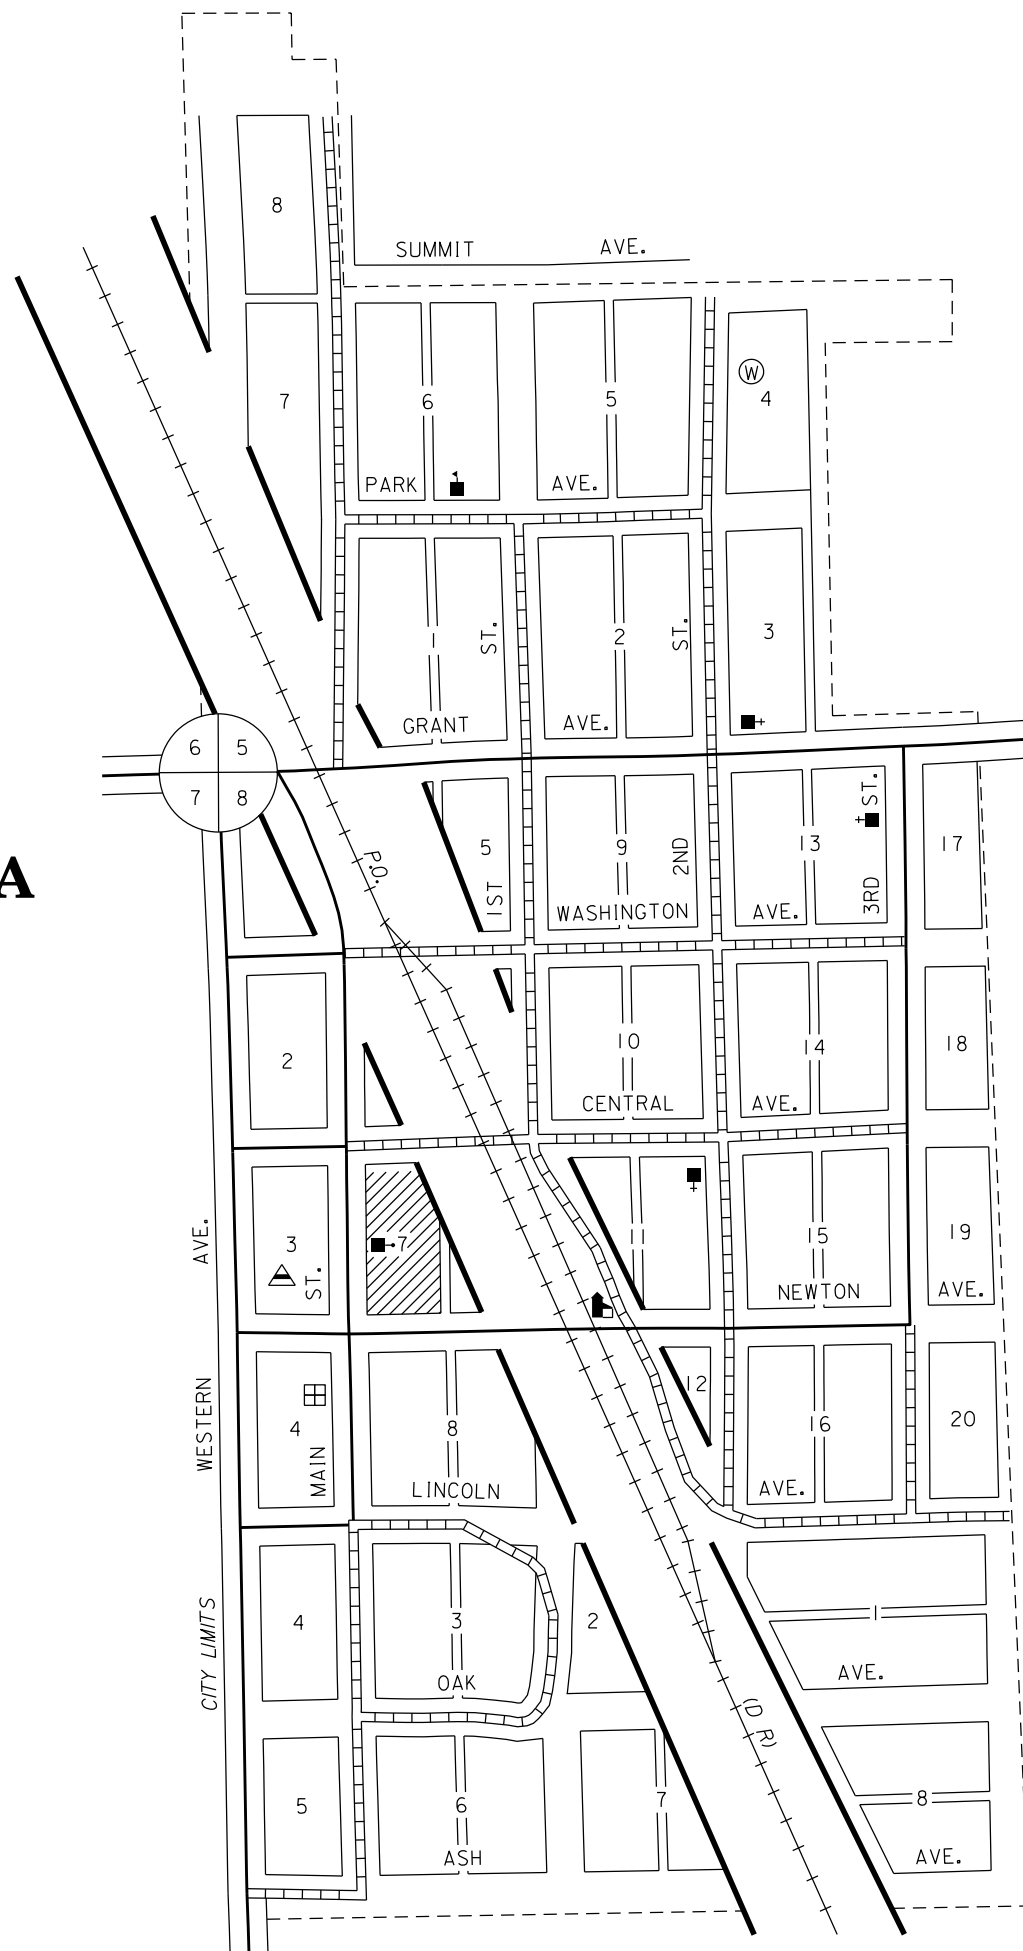 8
SUMMIT AVE.
7
6
5
W
4
PARK AVE.
1
ST.
2
ST.
3
GRANT AVE.
6 5
7 8
A
P.O.
5
1ST
9
2ND
13
ST.
3RD
17
WASHINGTON AVE.
2
10
14
18
CENTRAL AVE.
3
ST.
7
11
15
19
AVE.
NEWTON AVE.
WESTERN
4
MAIN
8
12
16
20
LINCOLN AVE.
CITY LIMITS
4
3
2
1
OAK AVE.
(D R)
5
6
7
8
ASH AVE.